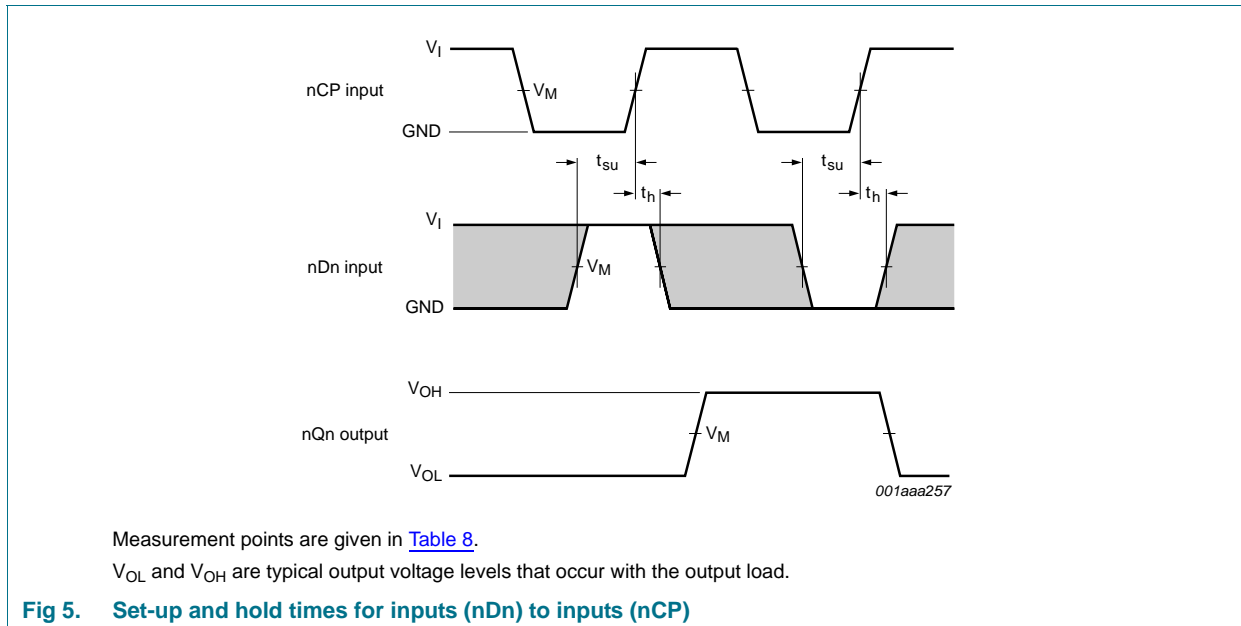 V_I
nCP input
V_M
GND
t_su
t_su
t_h
t_h
V_I
nDn input
V_M
GND
V_OH
nQn output
V_M
V_OL
001aaa257
Measurement points are given in Table 8.
V_OL and V_OH are typical output voltage levels that occur with the output load.
Fig 5. Set-up and hold times for inputs (nDn) to inputs (nCP)